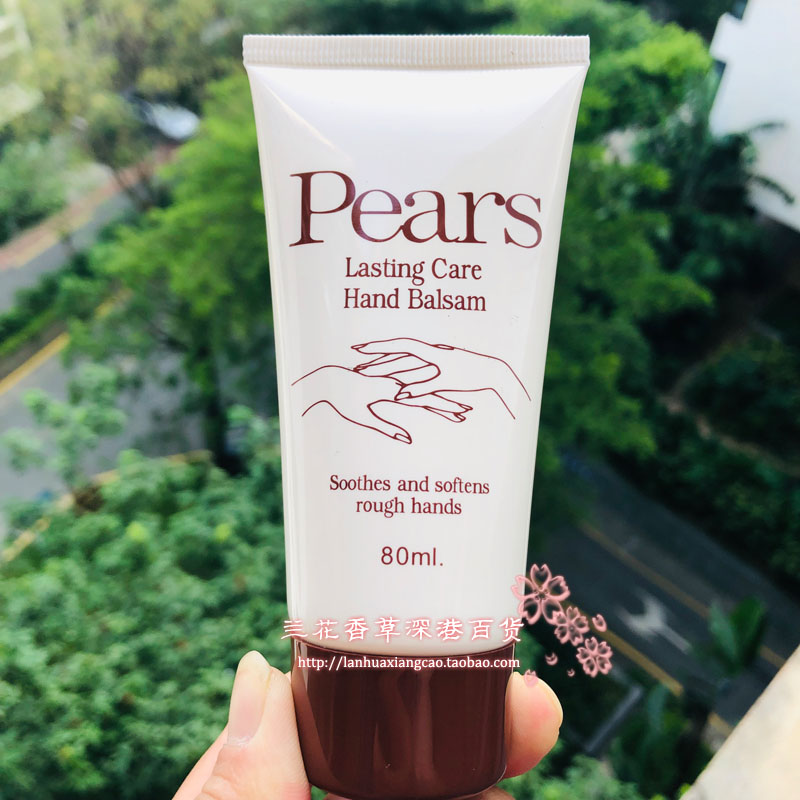 Pears
Lasting Care
Hand Balsam
Soothes and softens
rough hands
80ml.
兰花香草深港百货
http://lanhuaxiangcao.taobao.com